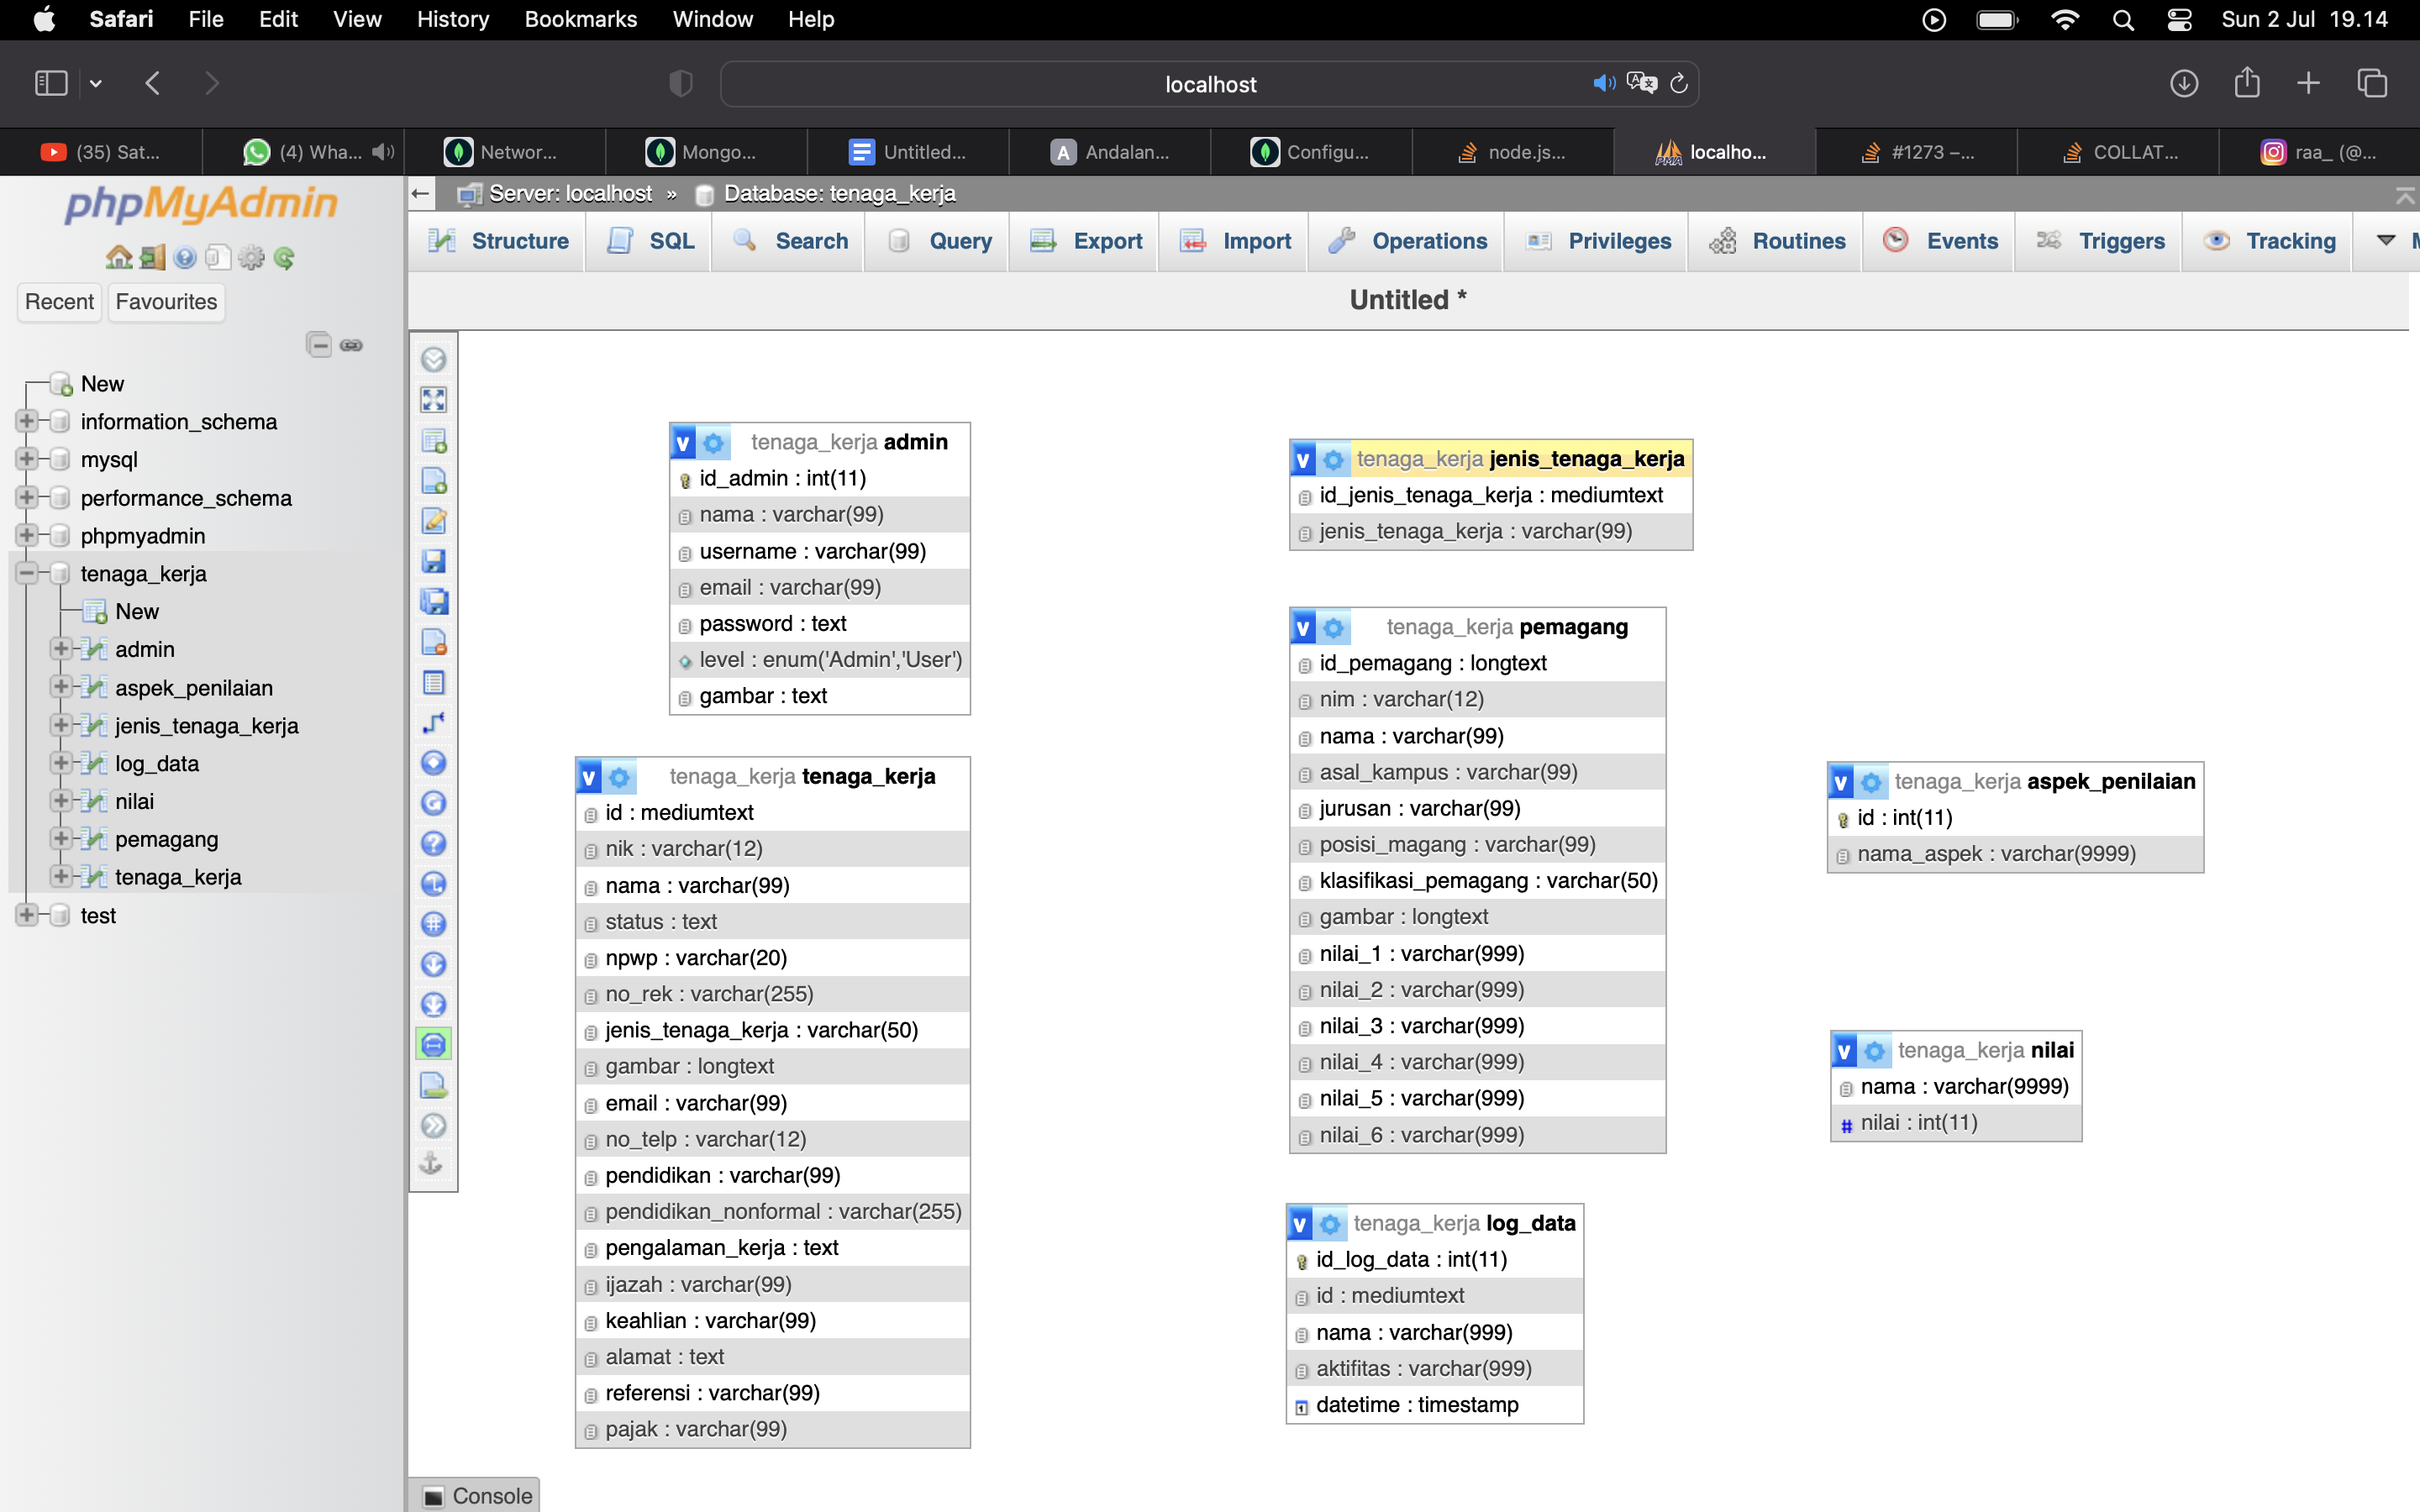 Safari File Edit View History Bookmarks Window Help Sun 2 Jul 19.14
localhost
(35) Sat... (4) Wha... Networ... Mongo... Untitled... Andalan... Configu... node.js... localho... #1273 –... COLLAT... raa_ (@...
phpMyAdmin
Recent Favourites
New
information_schema
mysql
performance_schema
phpmyadmin
tenaga_kerja
New
admin
aspek_penilaian
jenis_tenaga_kerja
log_data
nilai
pemagang
tenaga_kerja
test
Server: localhost » Database: tenaga_kerja
Structure SQL Search Query Export Import Operations Privileges Routines Events Triggers Tracking
Untitled *
v tenaga_kerja admin
id_admin : int(11)
nama : varchar(99)
username : varchar(99)
email : varchar(99)
password : text
level : enum('Admin','User')
gambar : text
v tenaga_kerja tenaga_kerja
id : mediumtext
nik : varchar(12)
nama : varchar(99)
status : text
npwp : varchar(20)
no_rek : varchar(255)
jenis_tenaga_kerja : varchar(50)
gambar : longtext
email : varchar(99)
no_telp : varchar(12)
pendidikan : varchar(99)
pendidikan_nonformal : varchar(255)
pengalaman_kerja : text
ijazah : varchar(99)
keahlian : varchar(99)
alamat : text
referensi : varchar(99)
pajak : varchar(99)
v tenaga_kerja jenis_tenaga_kerja
id_jenis_tenaga_kerja : mediumtext
jenis_tenaga_kerja : varchar(99)
v tenaga_kerja pemagang
id_pemagang : longtext
nim : varchar(12)
nama : varchar(99)
asal_kampus : varchar(99)
jurusan : varchar(99)
posisi_magang : varchar(99)
klasifikasi_pemagang : varchar(50)
gambar : longtext
nilai_1 : varchar(999)
nilai_2 : varchar(999)
nilai_3 : varchar(999)
nilai_4 : varchar(999)
nilai_5 : varchar(999)
nilai_6 : varchar(999)
v tenaga_kerja log_data
id_log_data : int(11)
id : mediumtext
nama : varchar(999)
aktifitas : varchar(999)
datetime : timestamp
v tenaga_kerja aspek_penilaian
id : int(11)
nama_aspek : varchar(9999)
v tenaga_kerja nilai
nama : varchar(9999)
# nilai : int(11)
Console